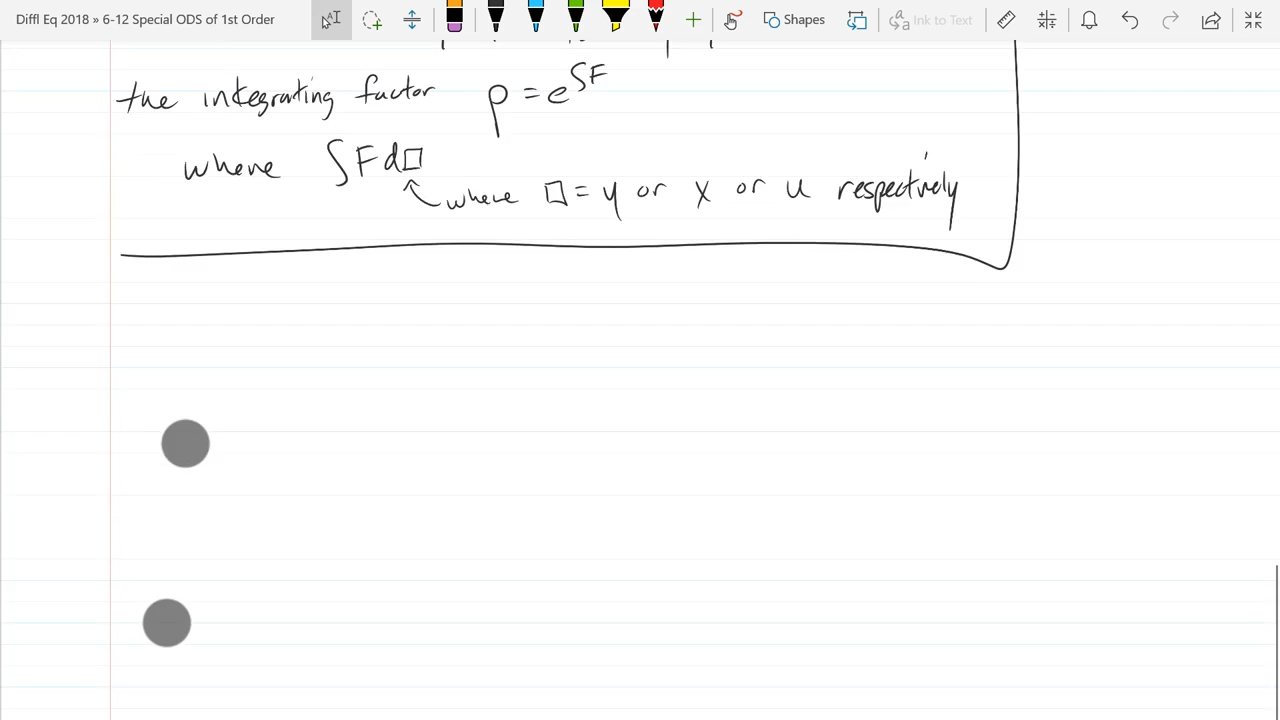 Diffl Eq 2018 » 6-12 Special ODS of 1st Order
Shapes
Ink to Text
the integrating factor ρ = e^∫F
where ∫F d□
where □ = y or x or u respectively